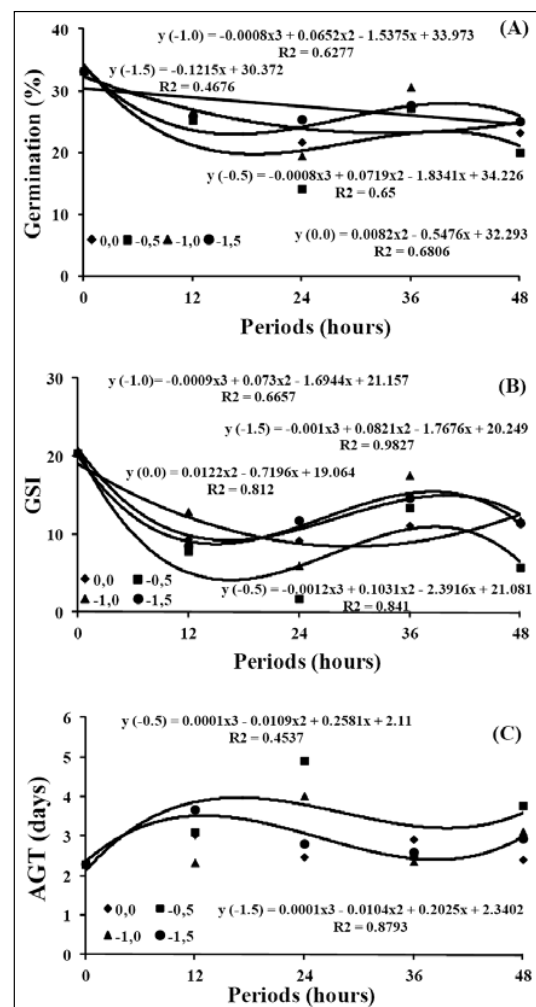 y (-1.0) = -0.0008x3 + 0.0652x2 - 1.5375x + 33.973
R2 = 0.6277
(A)
y (-1.5) = -0.1215x + 30.372
R2 = 0.4676
y (-0.5) = -0.0008x3 + 0.0719x2 - 1.8341x + 34.226
R2 = 0.65
y (0.0) = 0.0082x2 - 0.5476x + 32.293
R2 = 0.6806
0,0 -0,5 -1,0 -1,5
Germination (%)
40
30
20
10
0
0 12 24 36 48
Periods (hours)
y (-1.0)= -0.0009x3 + 0.073x2 - 1.6944x + 21.157
R2 = 0.6657
(B)
y (-1.5) = -0.001x3 + 0.0821x2 - 1.7676x + 20.249
R2 = 0.9827
y (0.0) = 0.0122x2 - 0.7196x + 19.064
R2 = 0.812
y (-0.5) = -0.0012x3 + 0.1031x2 - 2.3916x + 21.081
R2 = 0.841
0,0 -0,5
-1,0 -1,5
GSI
30
20
10
0
0 12 24 36 48
Periods (hours)
y (-0.5) = 0.0001x3 - 0.0109x2 + 0.2581x + 2.11
R2 = 0.4537
(C)
0,0 -0,5
-1,0 -1,5
y (-1.5) = 0.0001x3 - 0.0104x2 + 0.2025x + 2.3402
R2 = 0.8793
AGT (days)
6
5
4
3
2
1
0
0 12 24 36 48
Periods (hours)